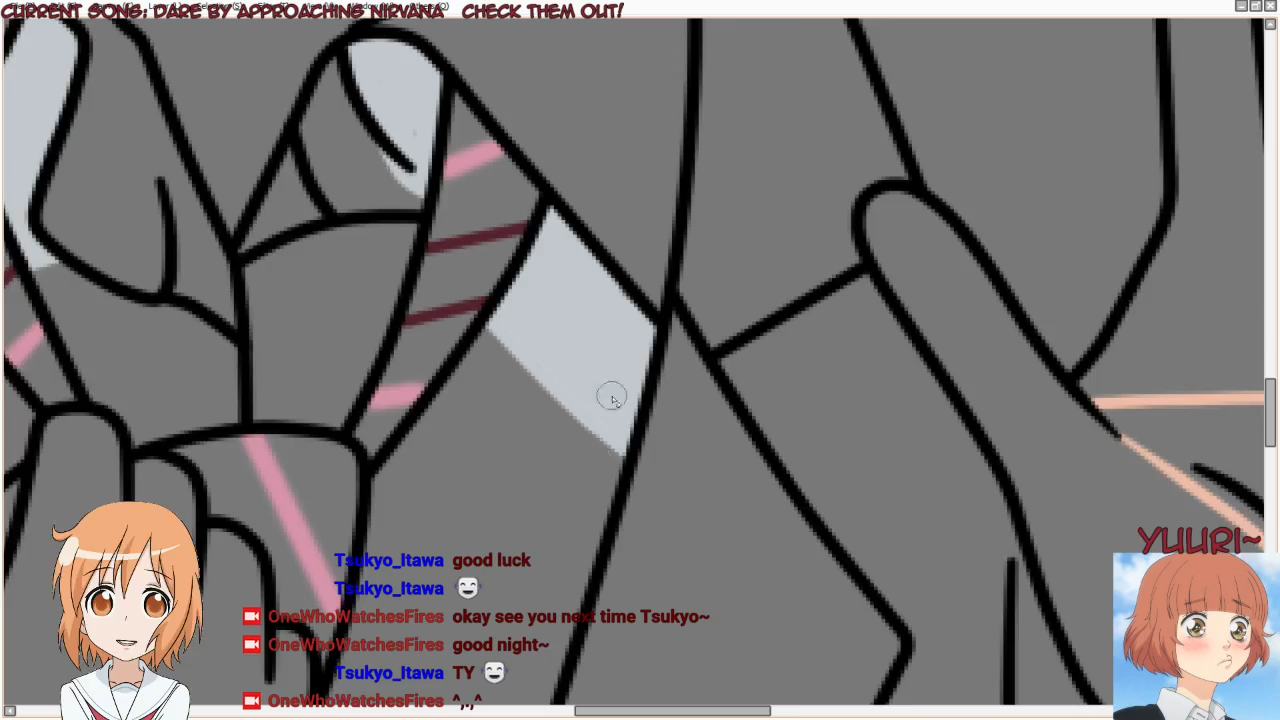 CURRENT SONG: DARE BY APPROACHING NIRVANA CHECK THEM OUT!
YUURI~
Tsukyo_Itawa good luck
Tsukyo_Itawa
OneWhoWatchesFires okay see you next time Tsukyo~
OneWhoWatchesFires good night~
Tsukyo_Itawa TY
OneWhoWatchesFires ^,.,^